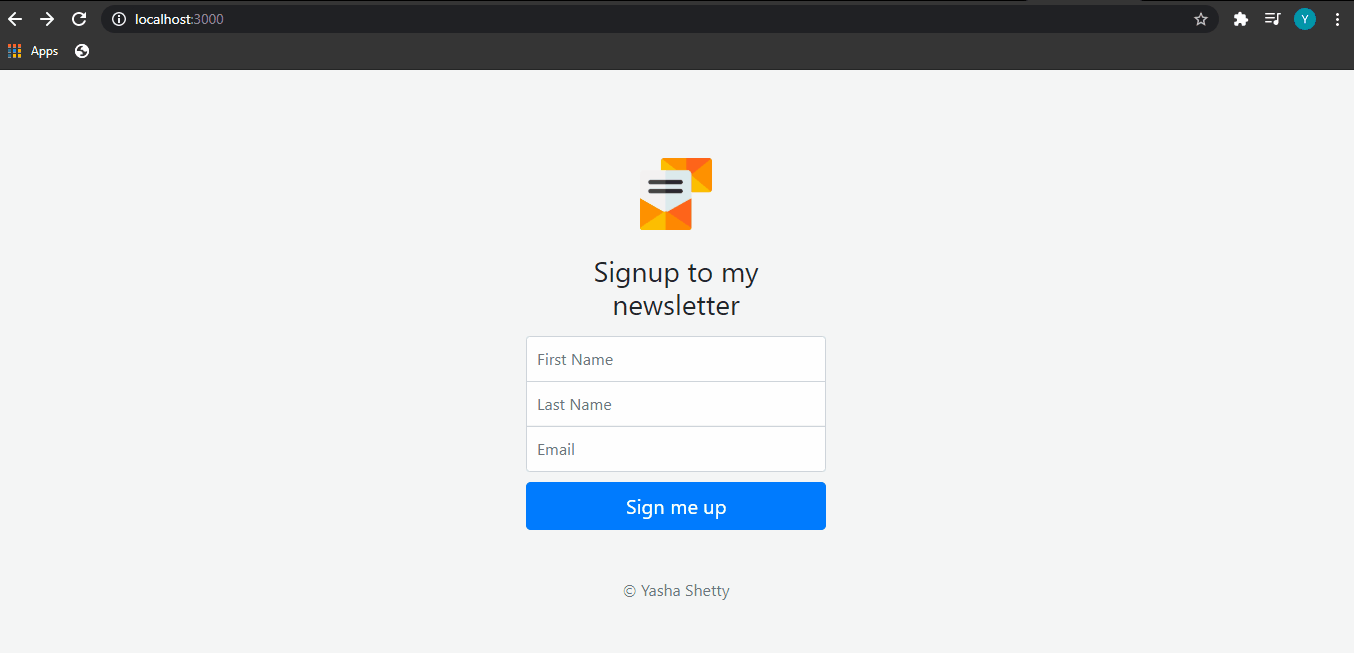 localhost:3000
Y
Apps
Signup to my
newsletter
First Name
Last Name
Email
Sign me up
© Yasha Shetty